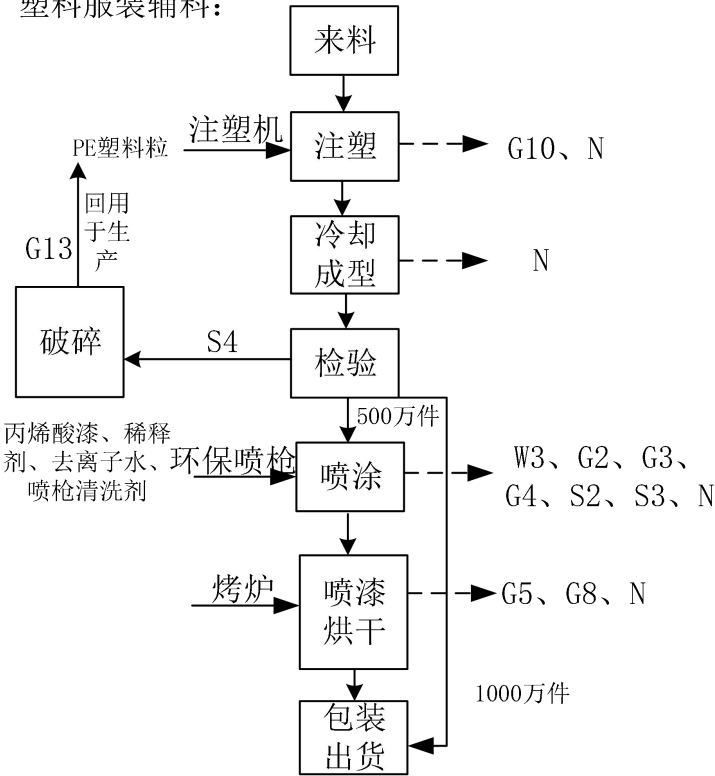 塑料服装辅料：
来料
注塑机
PE塑料粒
注塑
G10、N
回用
于生
产
G13
冷却
成型
N
破碎
S4
检验
500万件
丙烯酸漆、稀释
剂、去离子水、
喷枪清洗剂
环保喷枪
喷涂
W3、G2、G3、
G4、S2、S3、N
烤炉
喷漆
烘干
G5、G8、N
1000万件
包装
出货